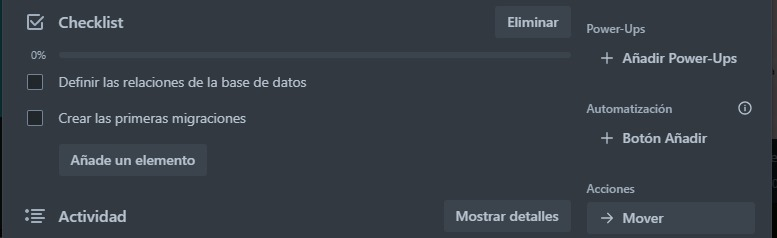 Checklist
Eliminar
0%
Definir las relaciones de la base de datos
Crear las primeras migraciones
Añade un elemento
Actividad
Mostrar detalles
Power-Ups
Añadir Power-Ups
Automatización
Botón Añadir
Acciones
Mover